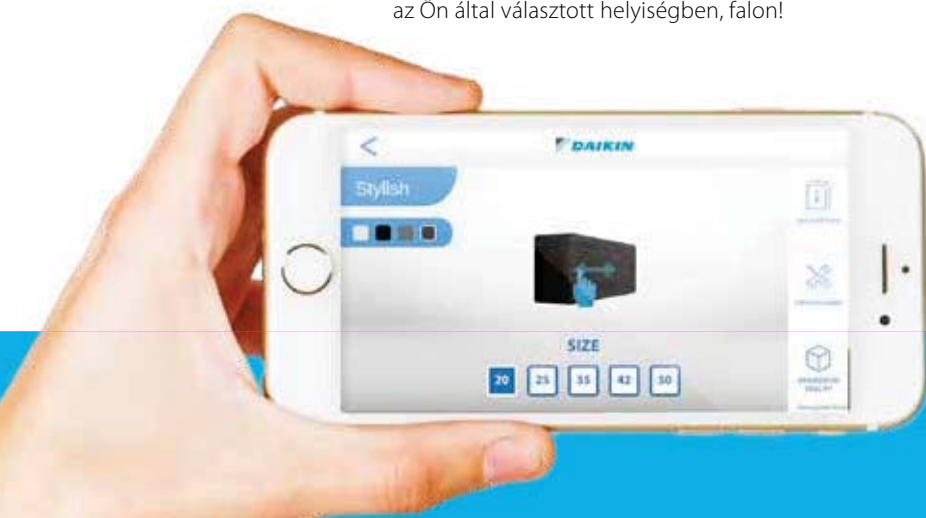 az Ön által választott helyiségben, falon!
<
DAIKIN
Stylish
SIZE
20 25 35 42 50